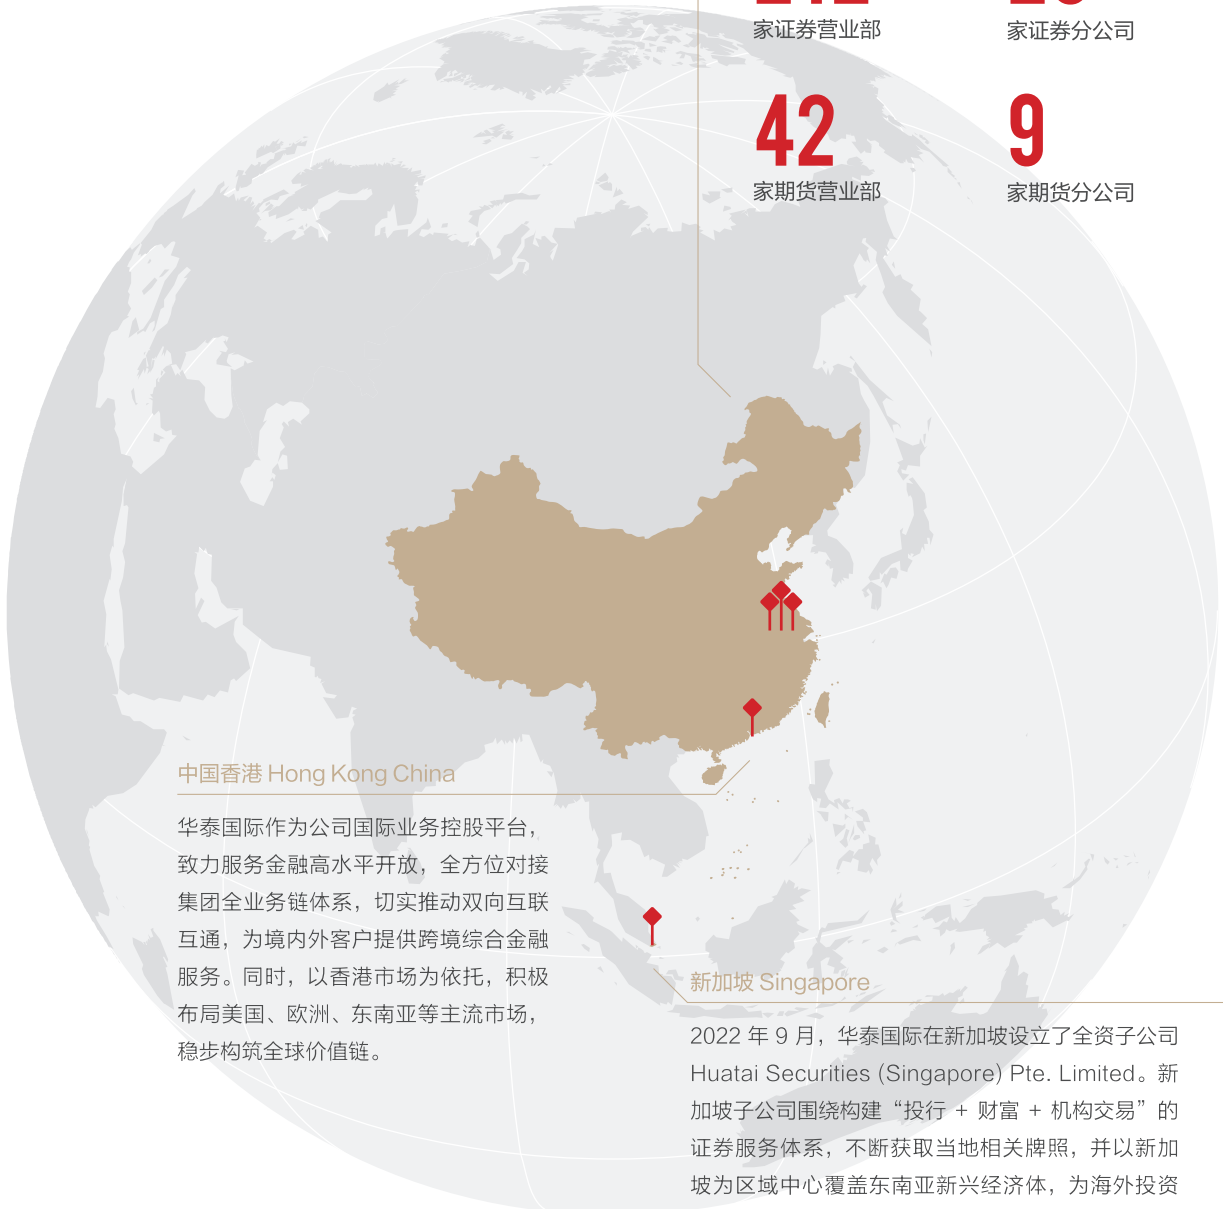 家证券营业部
家证券分公司
42
9
家期货营业部
家期货分公司
中国香港 Hong Kong China
华泰国际作为公司国际业务控股平台，
致力服务金融高水平开放，全方位对接
集团全业务链体系，切实推动双向互联
互通，为境内外客户提供跨境综合金融
服务。同时，以香港市场为依托，积极
布局美国、欧洲、东南亚等主流市场，
稳步构筑全球价值链。
新加坡 Singapore
2022 年 9 月，华泰国际在新加坡设立了全资子公司
Huatai Securities (Singapore) Pte. Limited。新
加坡子公司围绕构建“投行 + 财富 + 机构交易”的
证券服务体系，不断获取当地相关牌照，并以新加
坡为区域中心覆盖东南亚新兴经济体，为海外投资